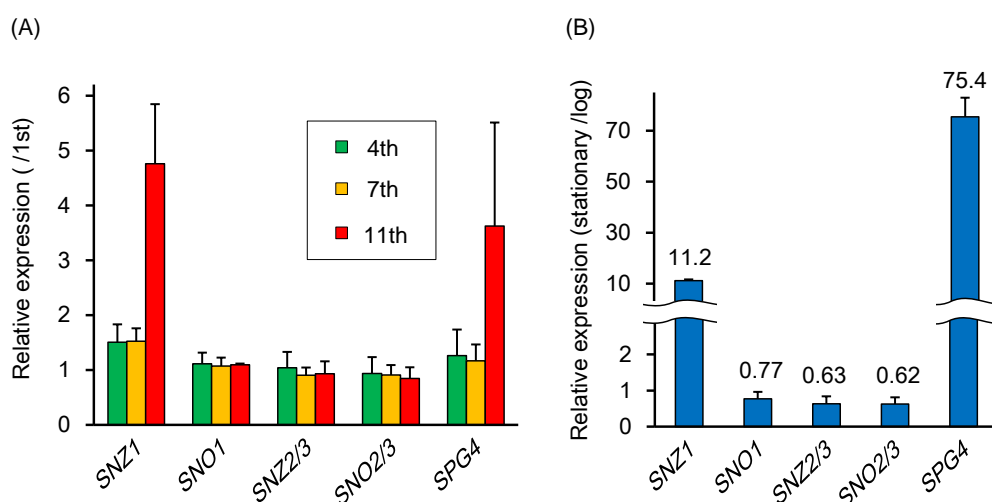 (A)
Relative expression ( /1st)
6
5
4
3
2
1
0
4th
7th
11th
SNZ1
SNO1
SNZ2/3
SNO2/3
SPG4
(B)
Relative expression (stationary /log)
70
50
30
10
2
1
0
11.2
0.77
0.63
0.62
75.4
SNZ1
SNO1
SNZ2/3
SNO2/3
SPG4